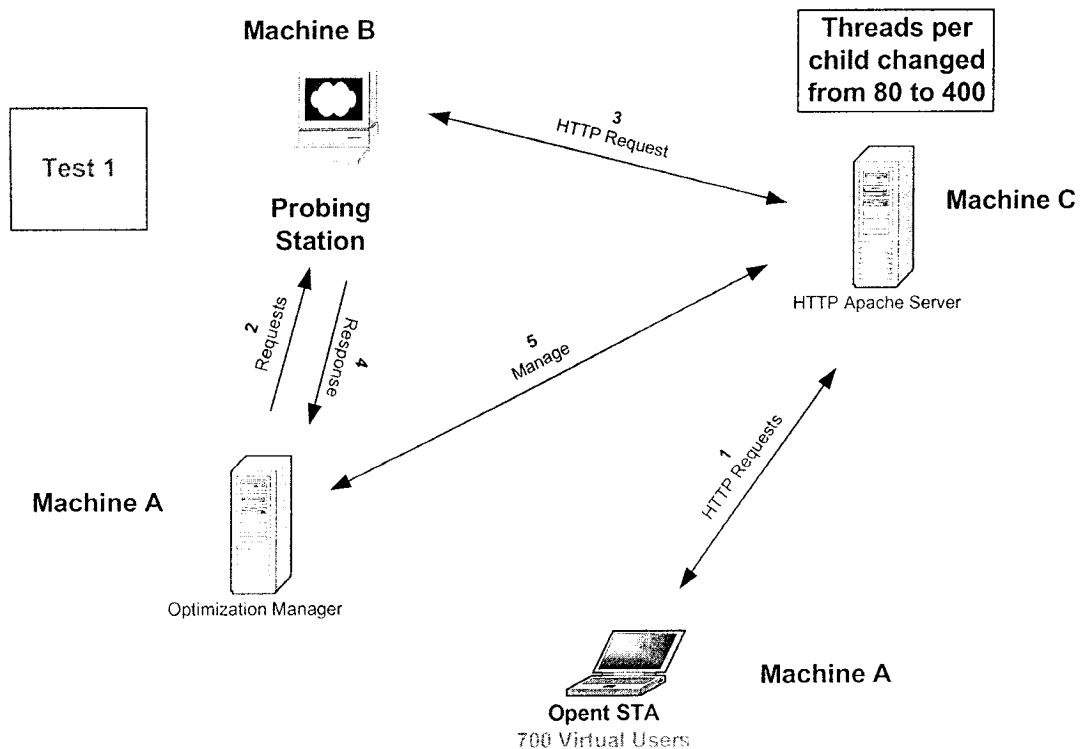 Machine B
Threads per
child changed
from 80 to 400
Test 1
3
HTTP Request
Machine C
Probing
Station
HTTP Apache Server
2
Requests
4
Response
5
Manage
1
HTTP Requests
Machine A
Optimization Manager
Machine A
Opent STA
700 Virtual Users